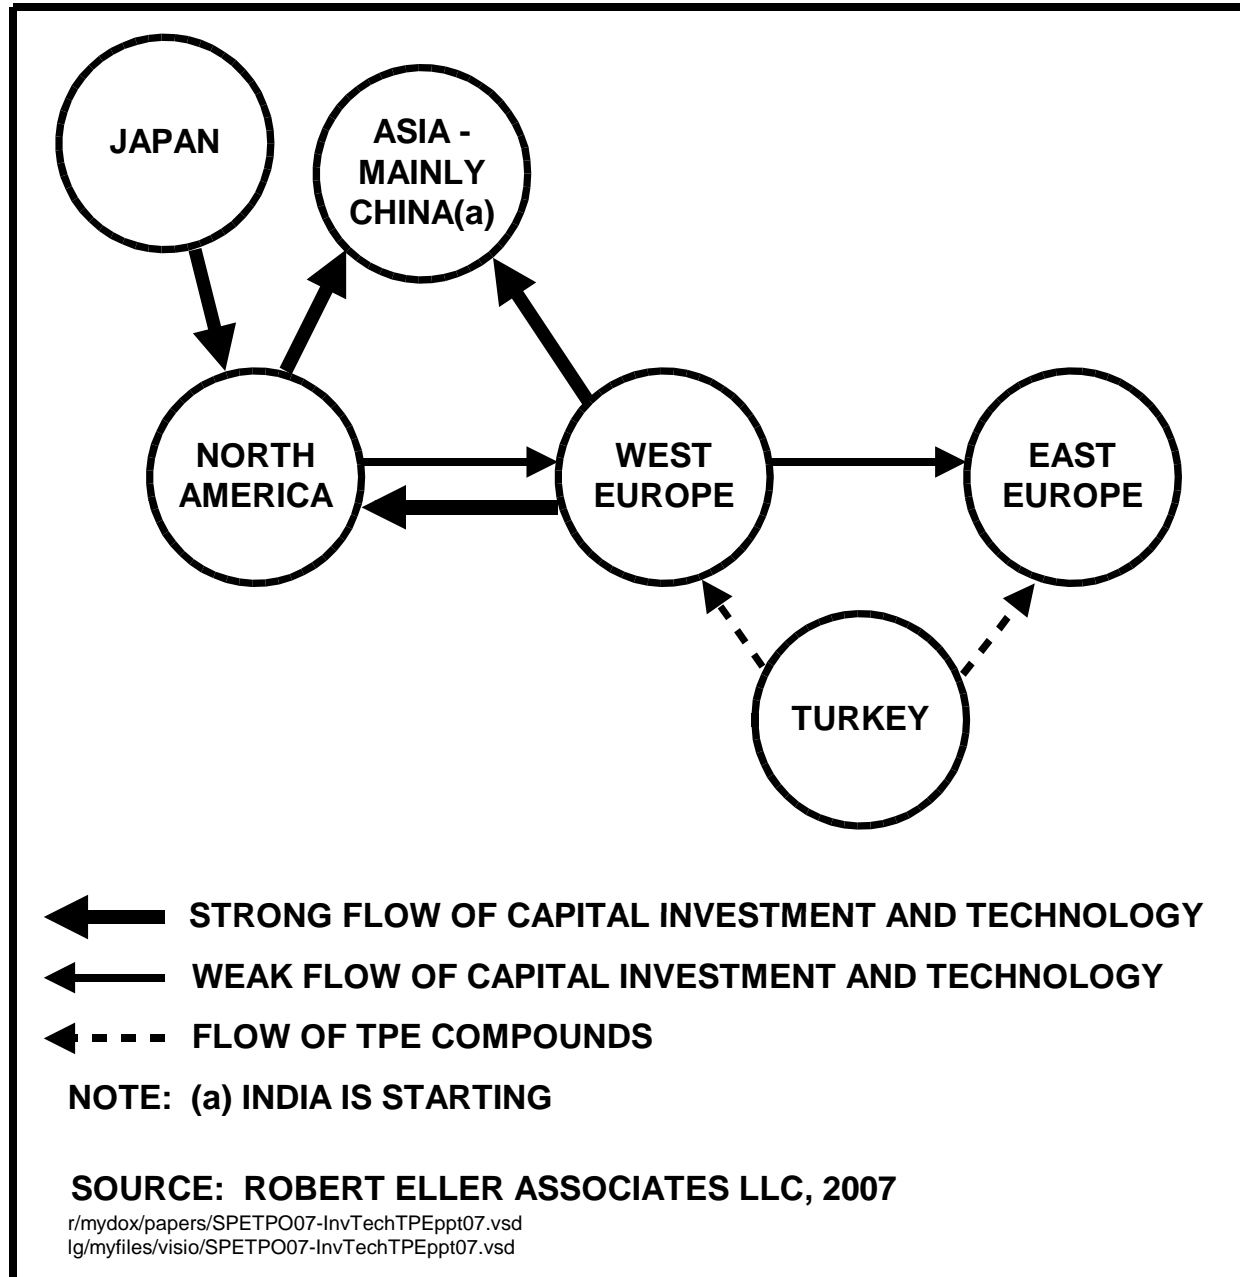 JAPAN
ASIA -
MAINLY
CHINA(a)
NORTH
AMERICA
WEST
EUROPE
EAST
EUROPE
TURKEY
STRONG FLOW OF CAPITAL INVESTMENT AND TECHNOLOGY
WEAK FLOW OF CAPITAL INVESTMENT AND TECHNOLOGY
FLOW OF TPE COMPOUNDS
NOTE: (a) INDIA IS STARTING
SOURCE: ROBERT ELLER ASSOCIATES LLC, 2007
r/mydox/papers/SPETPO07-InvTechTPEppt07.vsd
lg/myfiles/visio/SPETPO07-InvTechTPEppt07.vsd